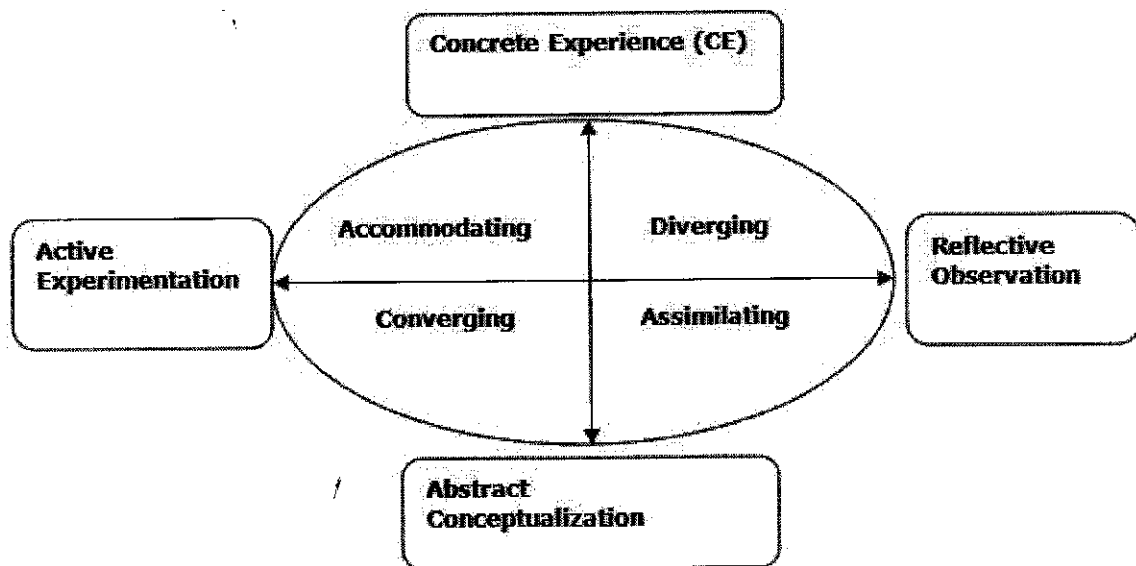 Concrete Experience (CE)
Accommodating
Diverging
Active
Experimentation
Reflective
Observation
Converging
Assimilating
Abstract
Conceptualization